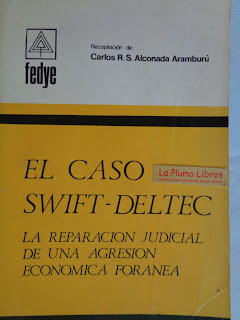 fedye
Recopilación de:
Carlos R. S. Alconada Aramburú
La Pluma Libros
EL CASO
SWIFT-DELTEC
LA REPARACION JUDICIAL
DE UNA AGRESION
ECONOMICA FORANEA